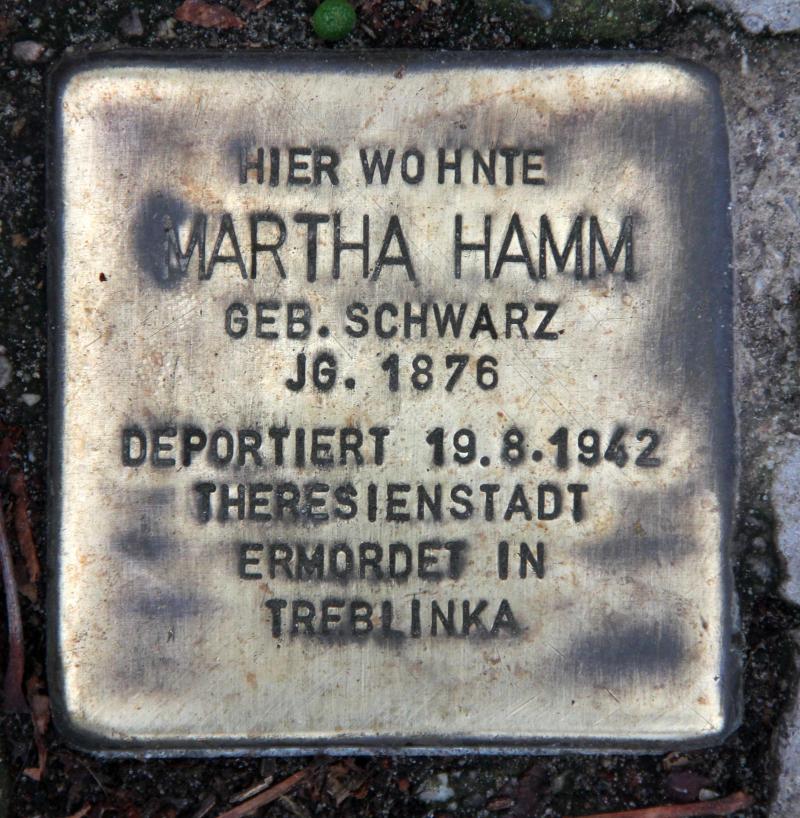 HIER WOHNTE
MARTHA HAMM
GEB. SCHWARZ
JG. 1876
DEPORTIERT 19.8.1942
THERESIENSTADT
ERMORDET IN
TREBLINKA